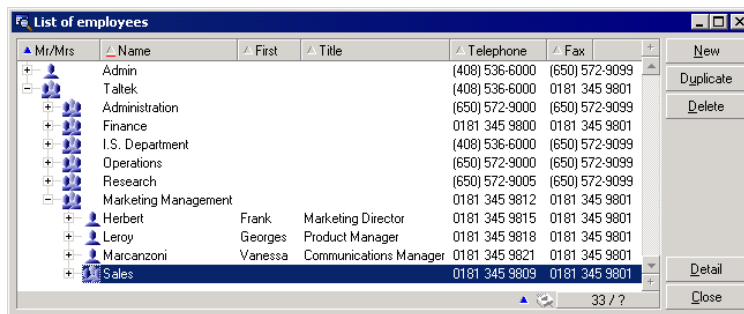 List of employees
Mr/Mrs Name First Title Telephone Fax New
Admin (408) 536-6000 (650) 572-9099
Taltek (408) 536-6000 0181 345 9801 Duplicate
Administration (650) 572-9000 (650) 572-9099 Delete
Finance 0181 345 9800 0181 345 9801
I.S. Department (408) 536-6000 (650) 572-9099
Operations (650) 572-9000 (650) 572-9099
Research (650) 572-9005 (650) 572-9099
Marketing Management 0181 345 9812 0181 345 9801
Herbert Frank Marketing Director 0181 345 9815 0181 345 9801
Leroy Georges Product Manager 0181 345 9818 0181 345 9801
Marcanzoni Vanessa Communications Manager 0181 345 9821 0181 345 9801
Sales 0181 345 9809 0181 345 9801 Detail
33 / ? Close